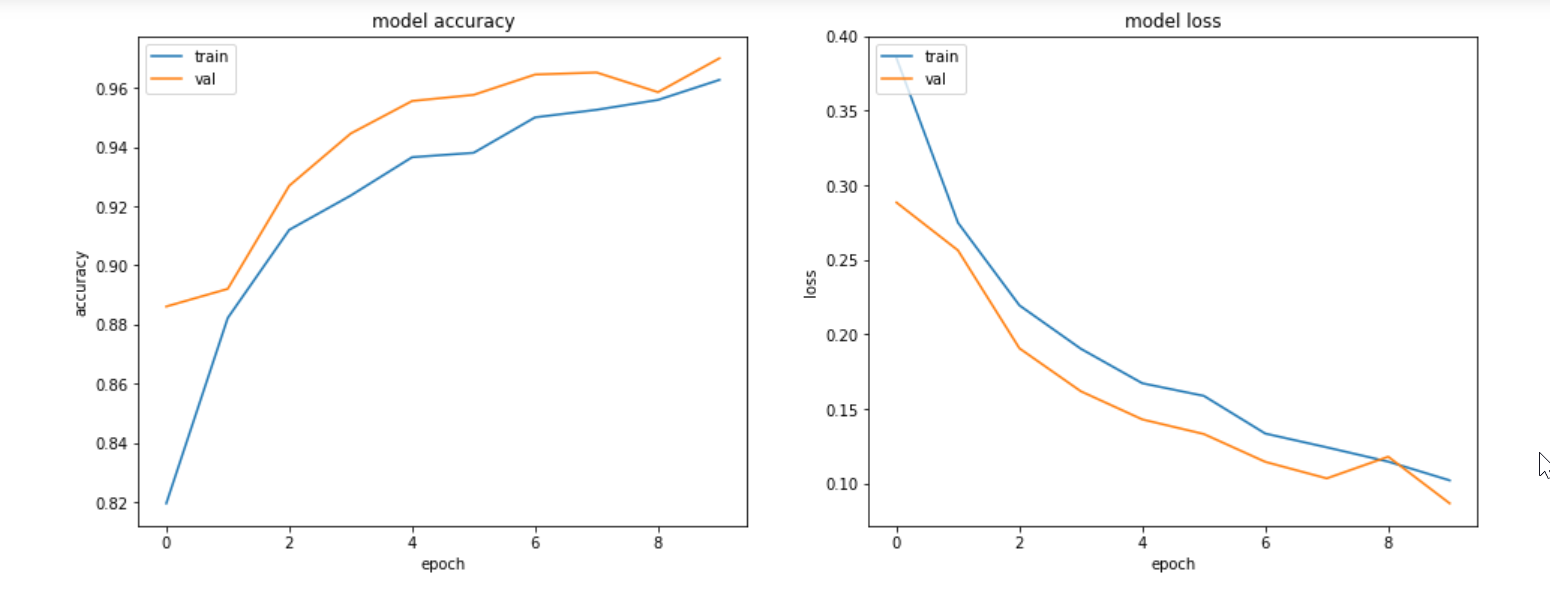 model accuracy
train
val
0.96
0.94
0.92
0.90
0.88
0.86
0.84
0.82
accuracy
0 2 4 6 8
epoch
model loss
train
val
0.40
0.35
0.30
0.25
0.20
0.15
0.10
loss
0 2 4 6 8
epoch